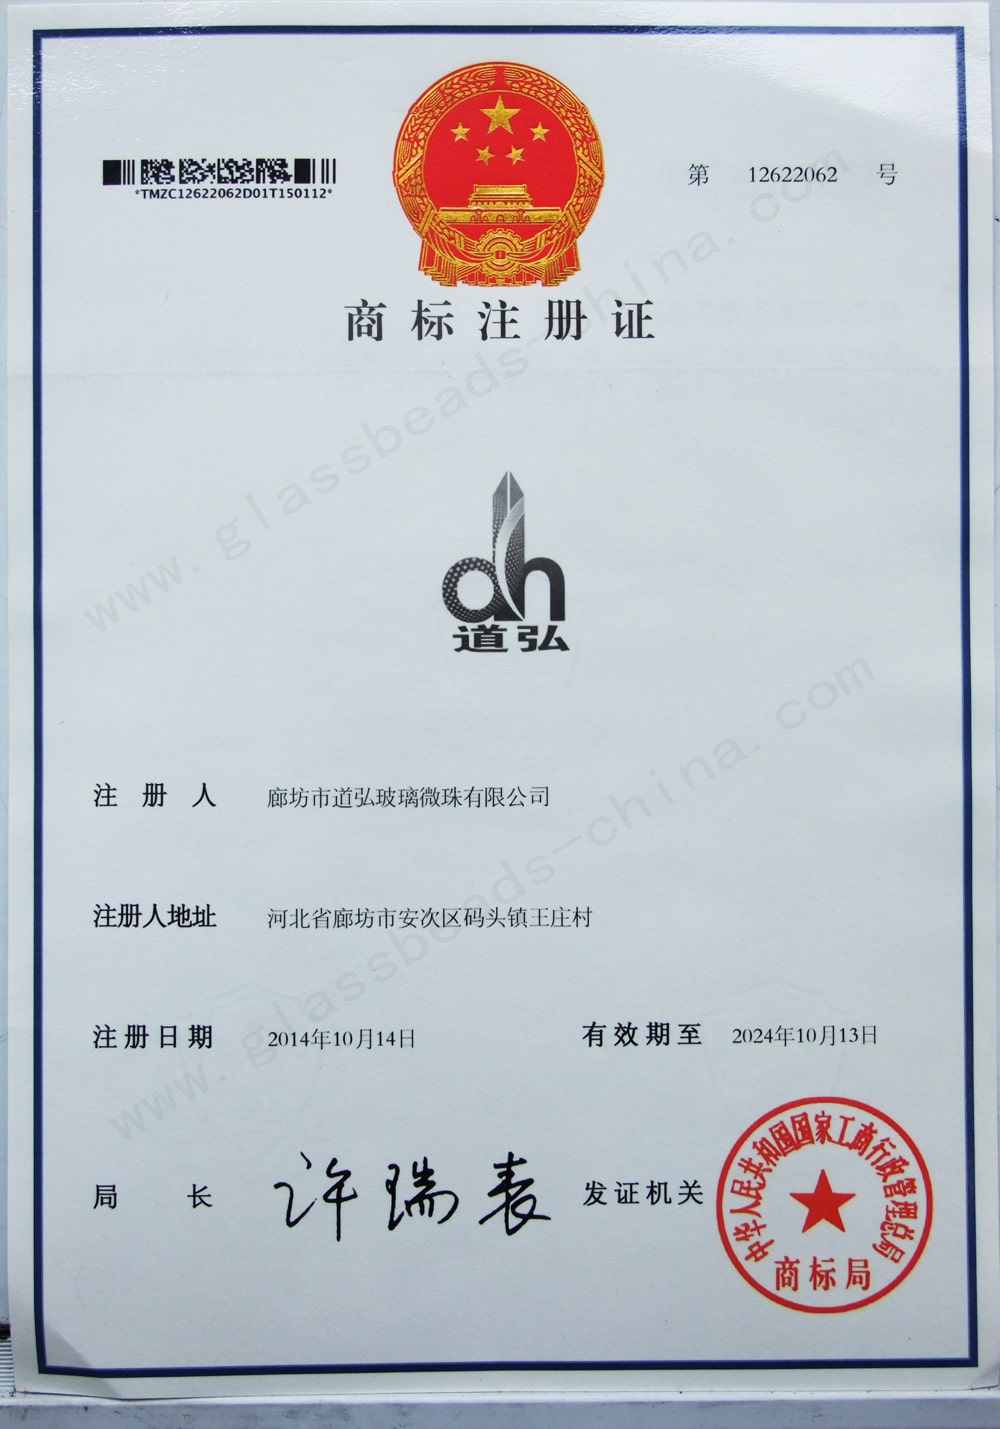 *TMZC12622062D01T150112*
第 12622062 号
商标注册证
www.glassbeads-china.com
dh
道弘
注册人 廊坊市道弘玻璃微珠有限公司
www.glassbeads-china.com
注册人地址 河北省廊坊市安次区码头镇王庄村
注册日期 2014年10月14日 有效期至 2024年10月13日
局长 许瑞表 发证机关
中华人民共和国国家工商行政管理总局
商标局